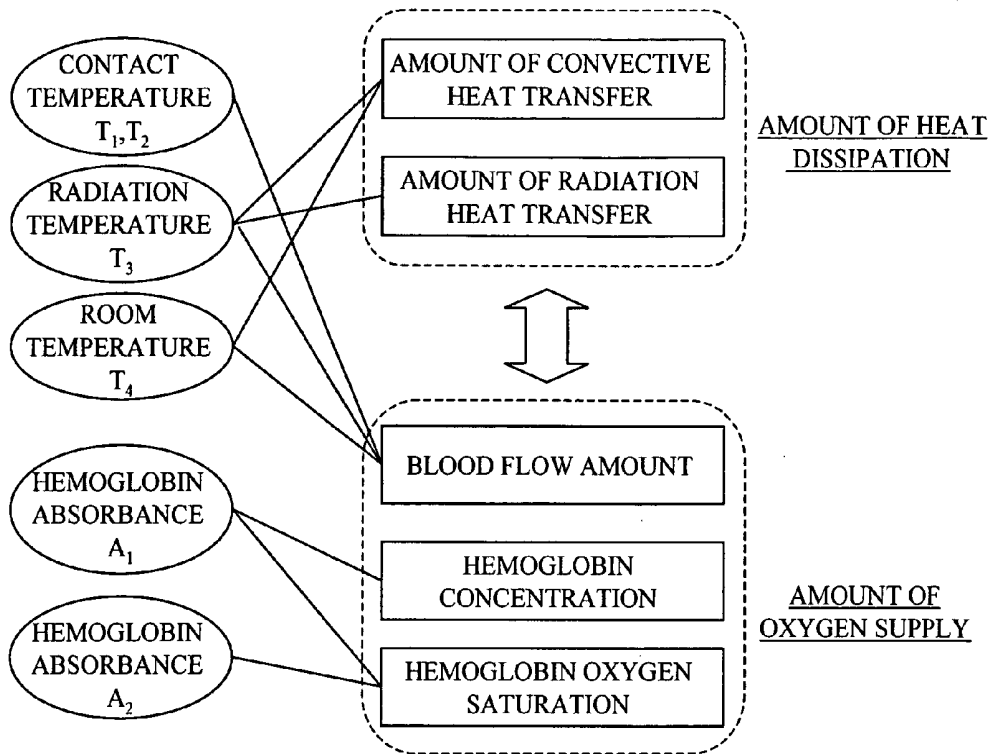 CONTACT
TEMPERATURE
T₁,T₂
RADIATION
TEMPERATURE
T₃
ROOM
TEMPERATURE
T₄
HEMOGLOBIN
ABSORBANCE
A₁
HEMOGLOBIN
ABSORBANCE
A₂
AMOUNT OF CONVECTIVE
HEAT TRANSFER
AMOUNT OF RADIATION
HEAT TRANSFER
AMOUNT OF HEAT
DISSIPATION
BLOOD FLOW AMOUNT
HEMOGLOBIN
CONCENTRATION
HEMOGLOBIN OXYGEN
SATURATION
AMOUNT OF
OXYGEN SUPPLY